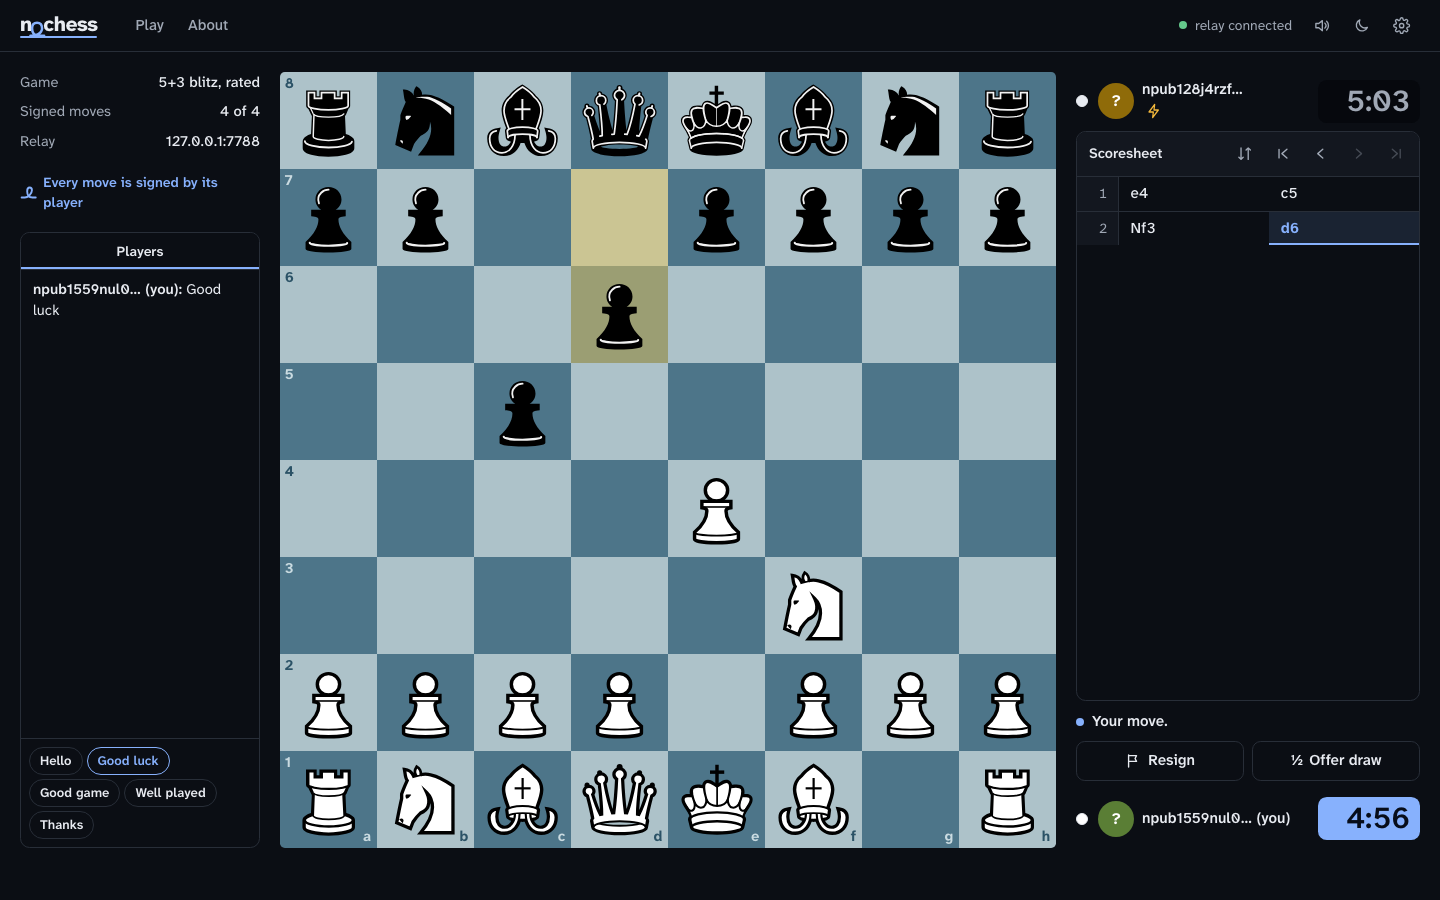 nochess
Play
About
relay connected
Game
5+3 blitz, rated
Signed moves
4 of 4
Relay
127.0.0.1:7788
Every move is signed by its
player
Players
npub1559nul0... (you): Good
luck
Hello
Good luck
Good game
Well played
Thanks
8
7
6
5
4
3
2
1
a
b
c
d
e
f
g
h
?
npub128j4rzf...
5:03
Scoresheet
1
e4
c5
2
Nf3
d6
Your move.
Resign
½ Offer draw
?
npub1559nul0... (you)
4:56